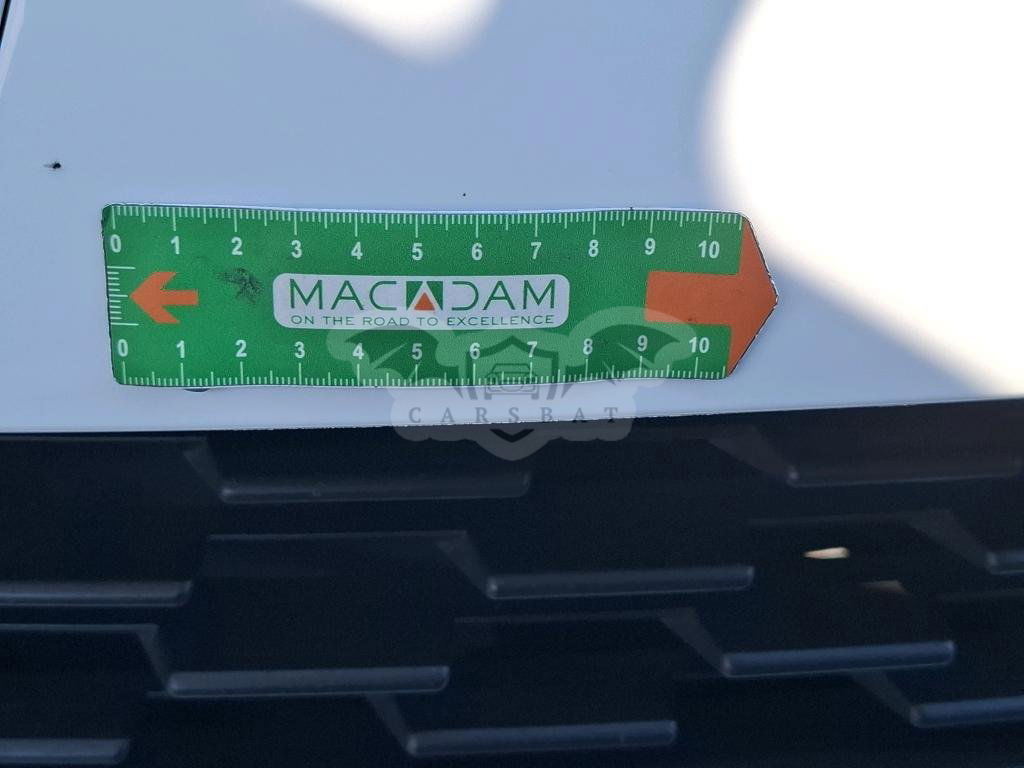 0 1 2 3 4 5 6 7 8 9 10
MACADAM
ON THE ROAD TO EXCELLENCE
0 1 2 3 4 5 6 7 8 9 10
CARSBAT